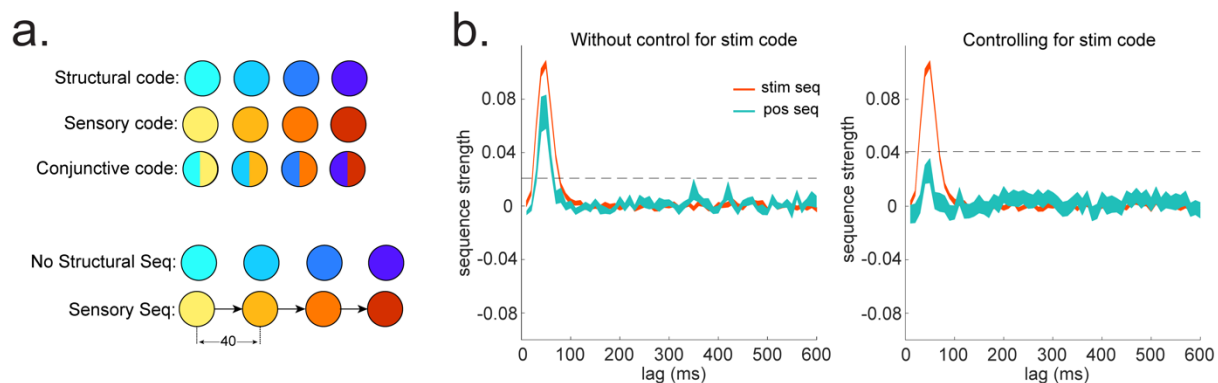 a.
Structural code:
Sensory code:
Conjunctive code:
No Structural Seq:
Sensory Seq:
40
b.
Without control for stim code
stim seq
pos seq
sequence strength
0.08
0.04
0
-0.04
-0.08
0 100 200 300 400 500 600
lag (ms)
Controlling for stim code
sequence strength
0.08
0.04
0
-0.04
-0.08
0 100 200 300 400 500 600
lag (ms)